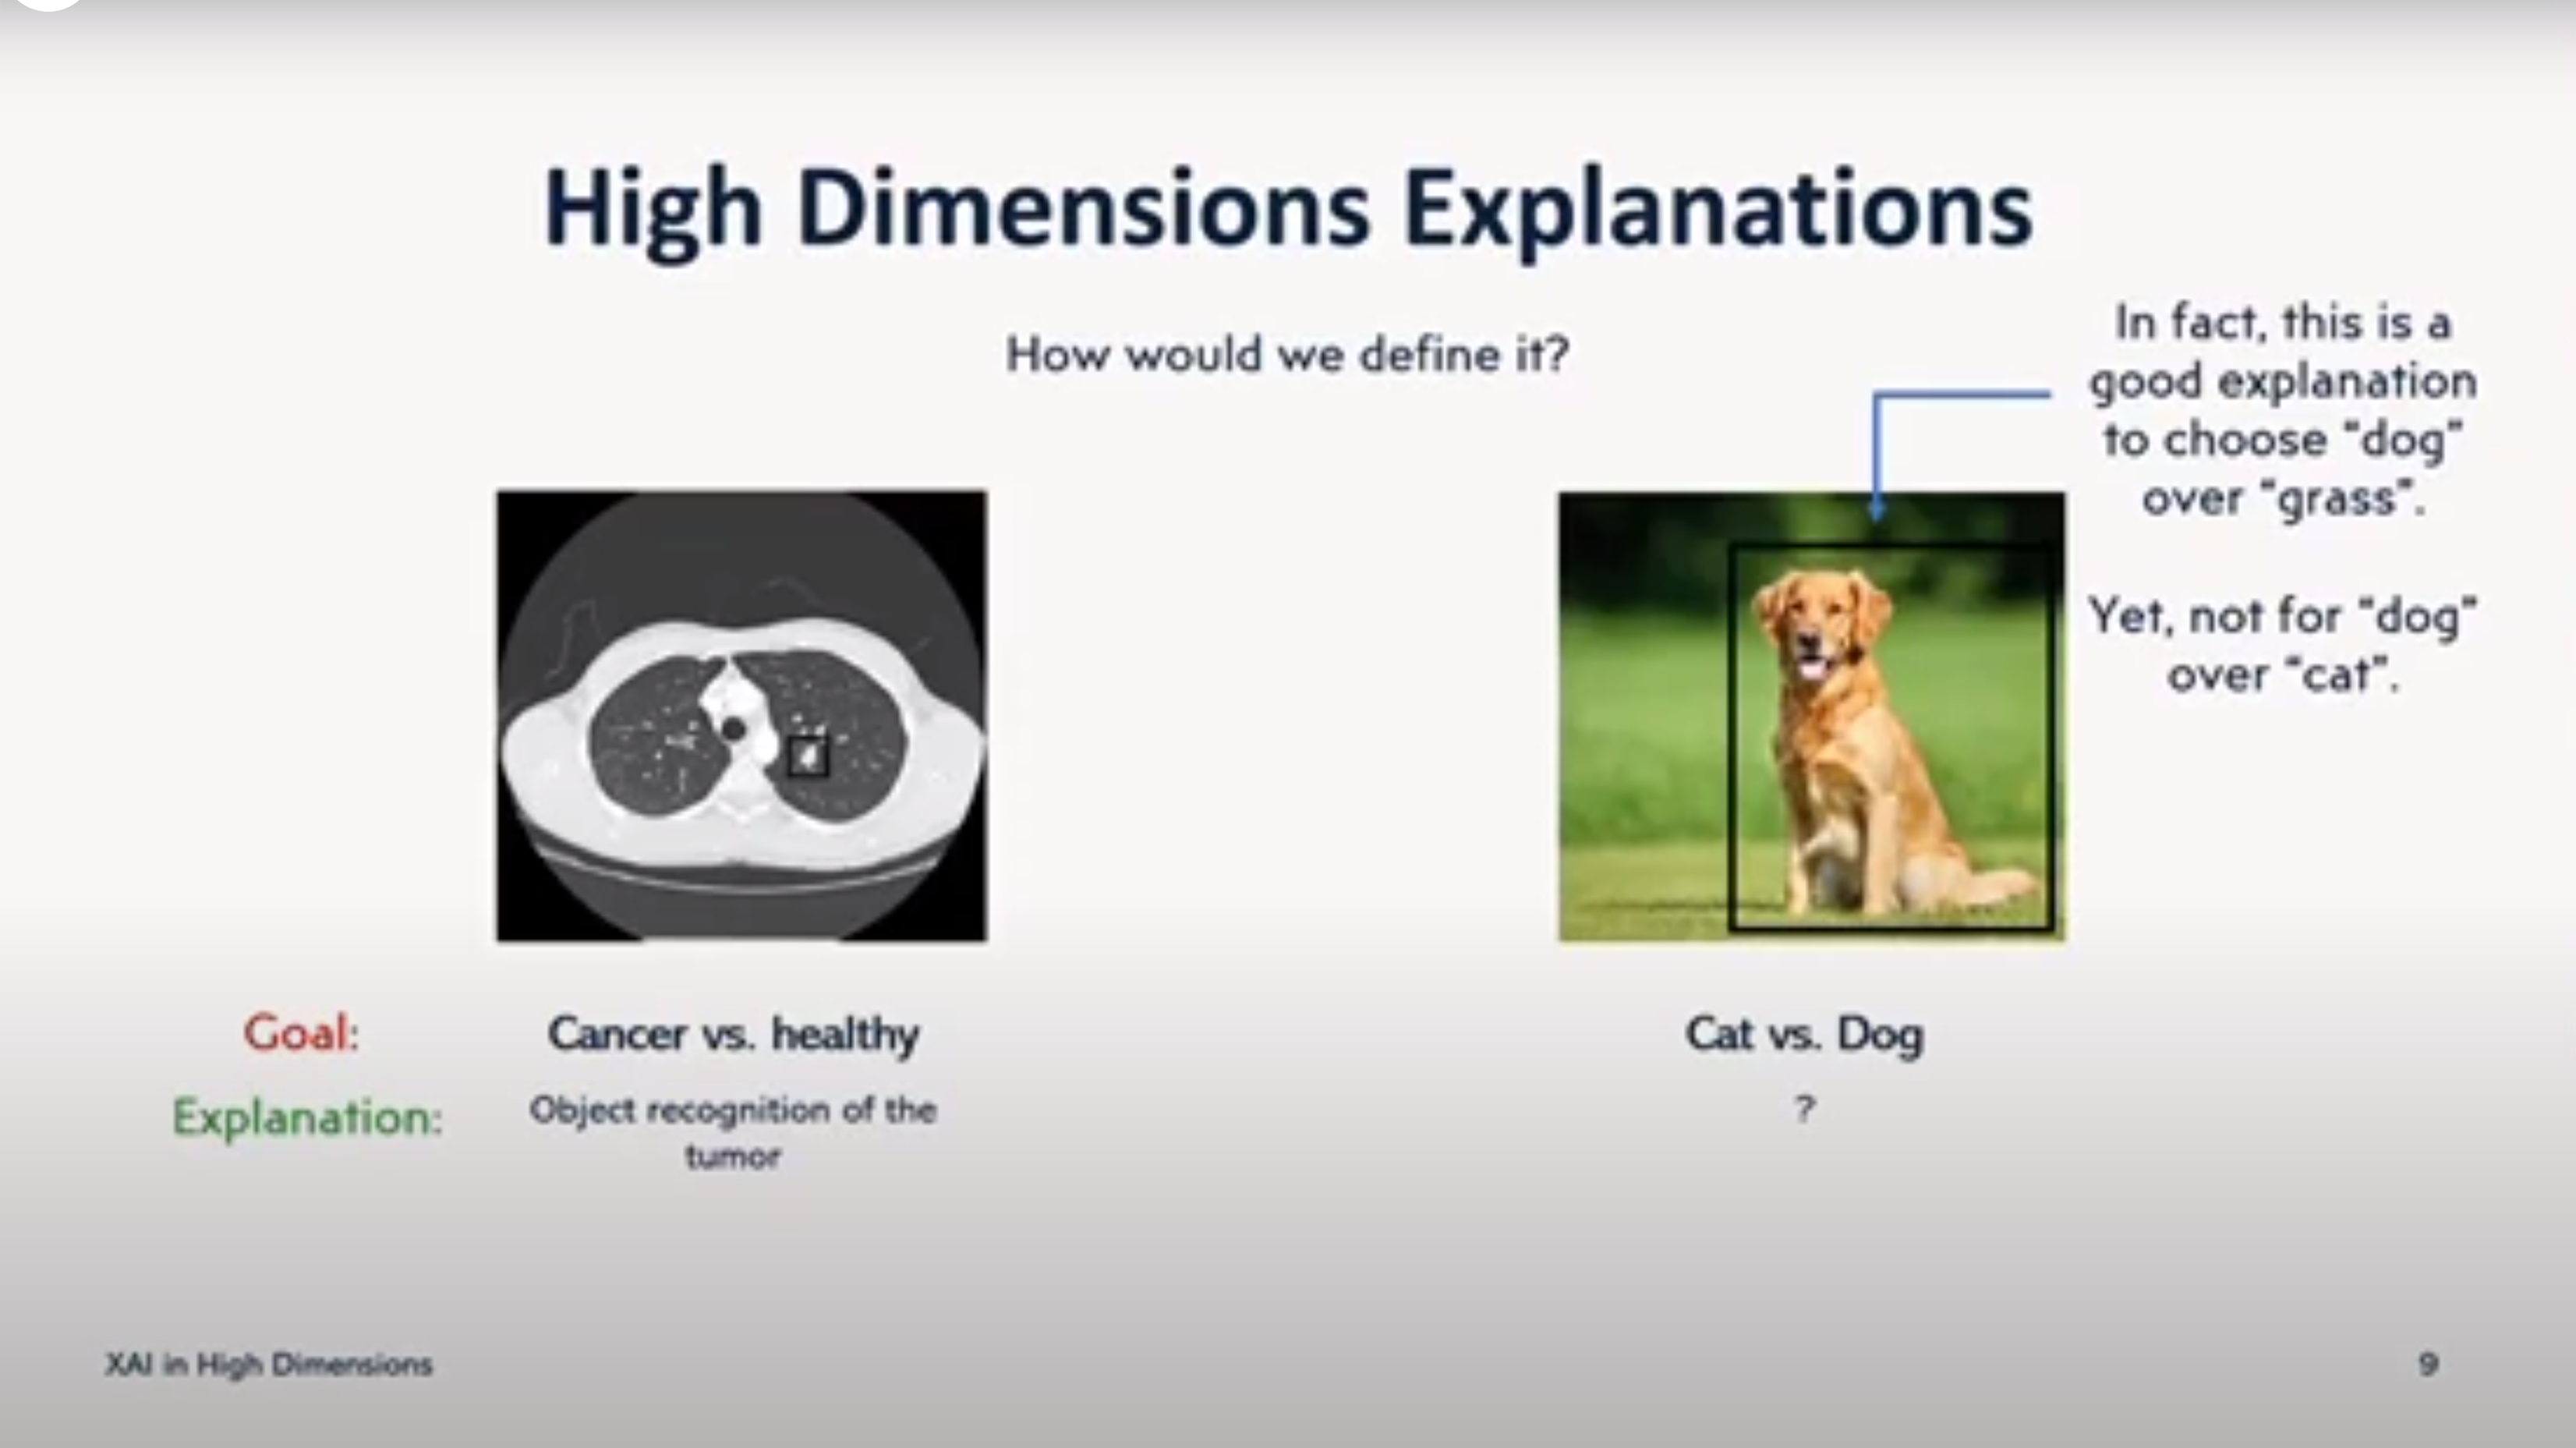 High Dimensions Explanations
How would we define it?
In fact, this is a
good explanation
to choose “dog”
over “grass”.
Yet, not for “dog”
over “cat”.
Goal:
Cancer vs. healthy
Cat vs. Dog
Explanation:
Object recognition of the
tumor
?
XAI in High Dimensions
9